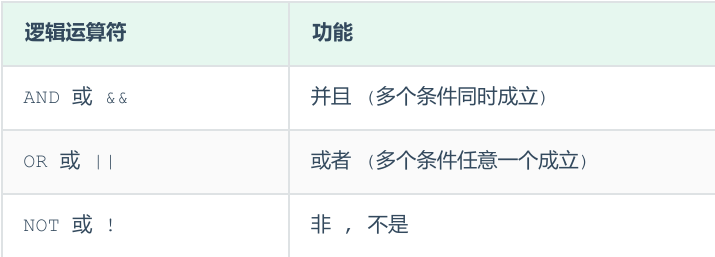 逻辑运算符 功能
AND 或 && 并且 (多个条件同时成立)
OR 或 || 或者 (多个条件任意一个成立)
NOT 或 ! 非 , 不是